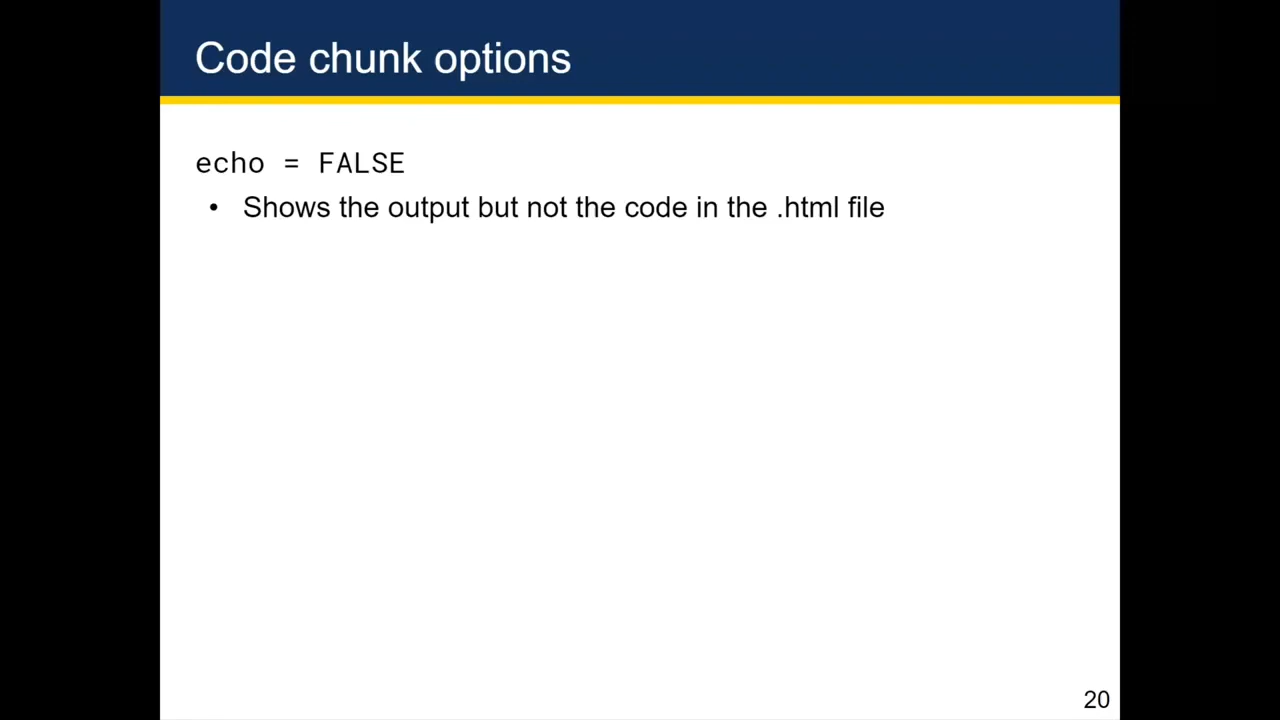 Code chunk options
echo = FALSE
• Shows the output but not the code in the .html file
20